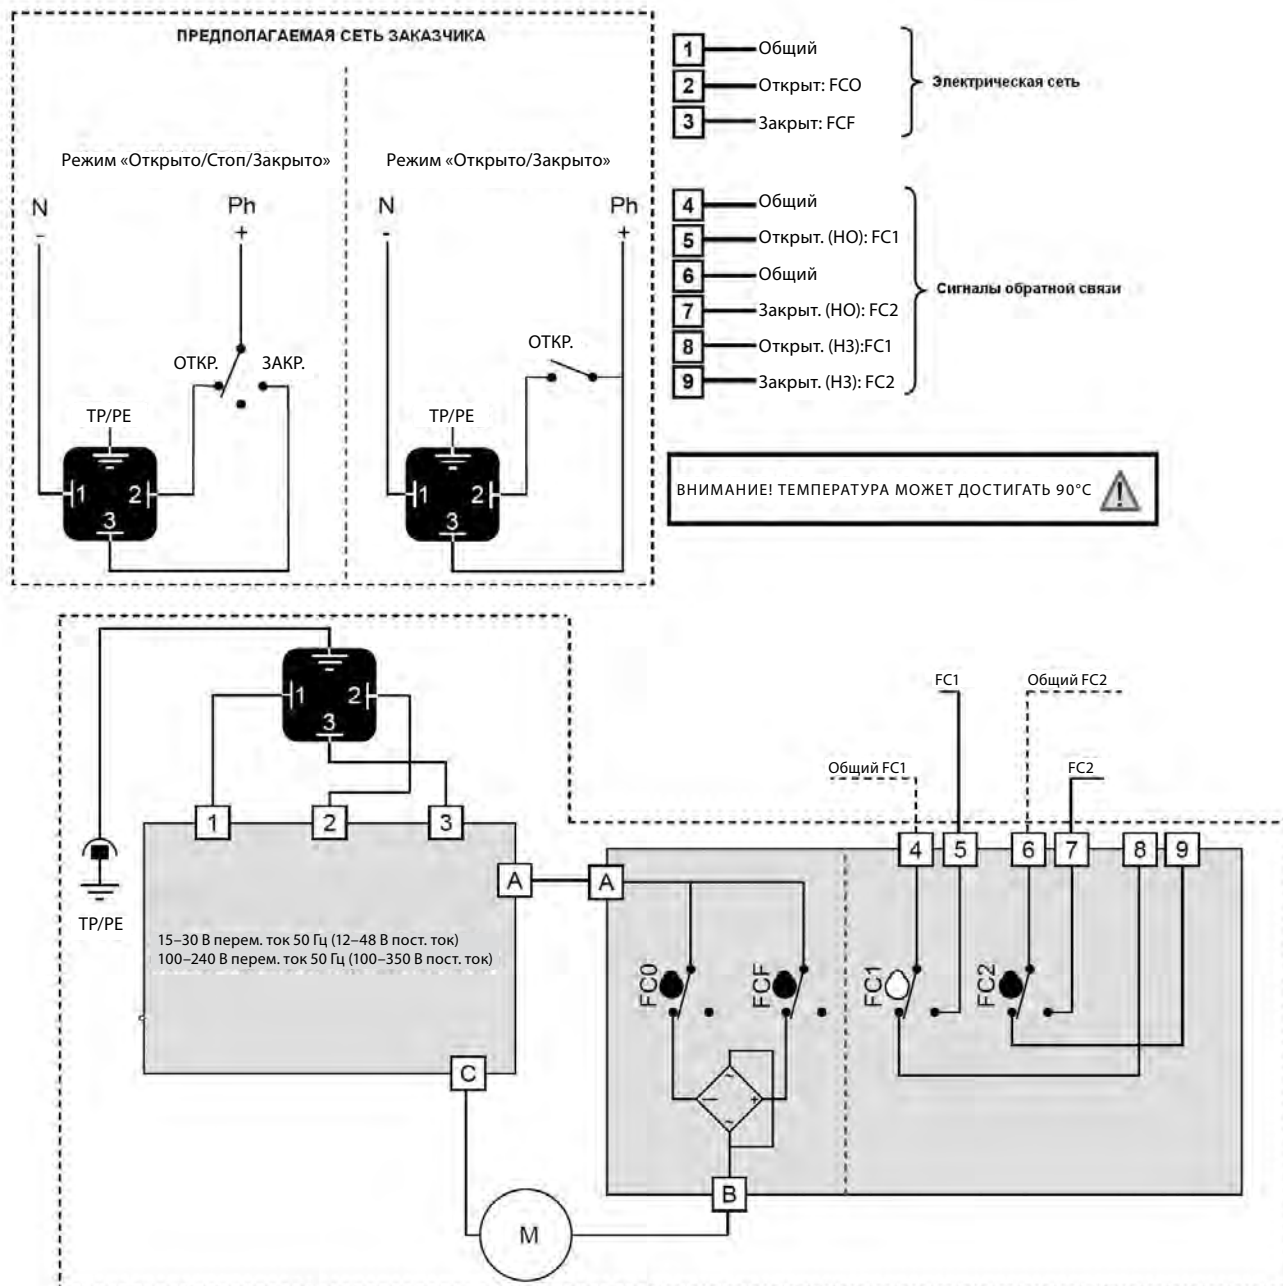 ПРЕДПОЛАГАЕМАЯ СЕТЬ ЗАКАЗЧИКА
Режим «Открыто/Стоп/Закрыто»
N
-
Ph
+
ОТКР.
ЗАКР.
TP/PE
1
2
3
Режим «Открыто/Закрыто»
N
-
Ph
+
ОТКР.
TP/PE
1
2
3
1 Общий
2 Открыт: FCO
3 Закрыт: FCF
Электрическая сеть
4 Общий
5 Открыт. (НО): FC1
6 Общий
7 Закрыт. (НО): FC2
8 Открыт. (НЗ):FC1
9 Закрыт. (НЗ): FC2
Сигналы обратной связи
ВНИМАНИЕ! ТЕМПЕРАТУРА МОЖЕТ ДОСТИГАТЬ 90°C
1
2
3
1
2
3
TP/PE
15–30 В перем. ток 50 Гц (12–48 В пост. ток)
100–240 В перем. ток 50 Гц (100–350 В пост. ток)
A
A
C
M
B
FC0
FCF
~
–
+
~
FC1
Общий FC2
Общий FC1
FC2
4
5
6
7
8
9
FC1
FC2